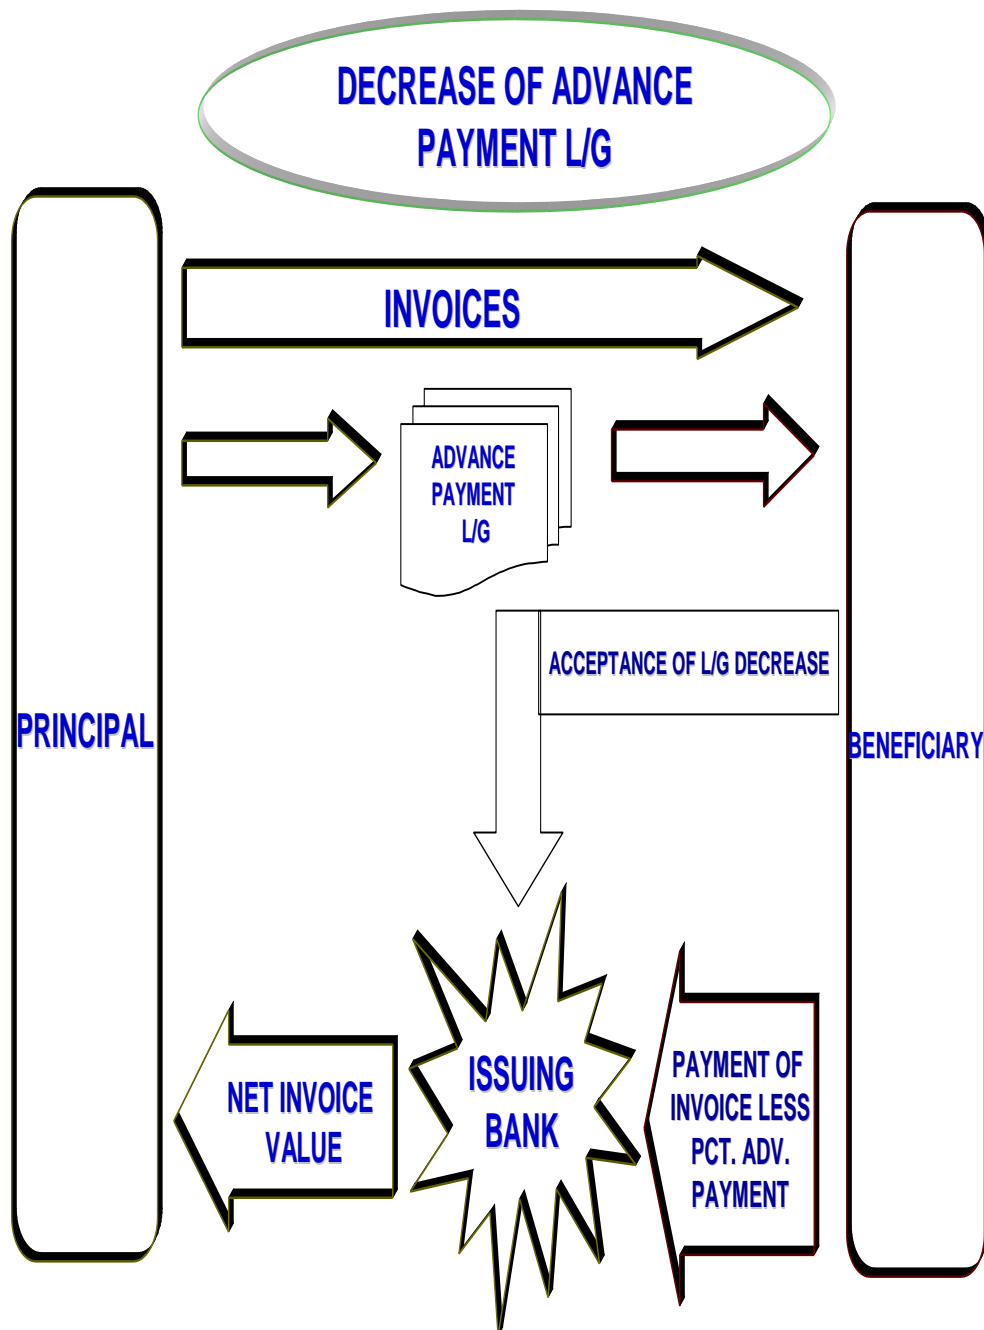 DECREASE OF ADVANCE
PAYMENT L/G
INVOICES
ADVANCE
PAYMENT
L/G
ACCEPTANCE OF L/G DECREASE
PRINCIPAL
BENEFICIARY
ISSUING
BANK
PAYMENT OF
INVOICE LESS
PCT. ADV.
PAYMENT
NET INVOICE
VALUE